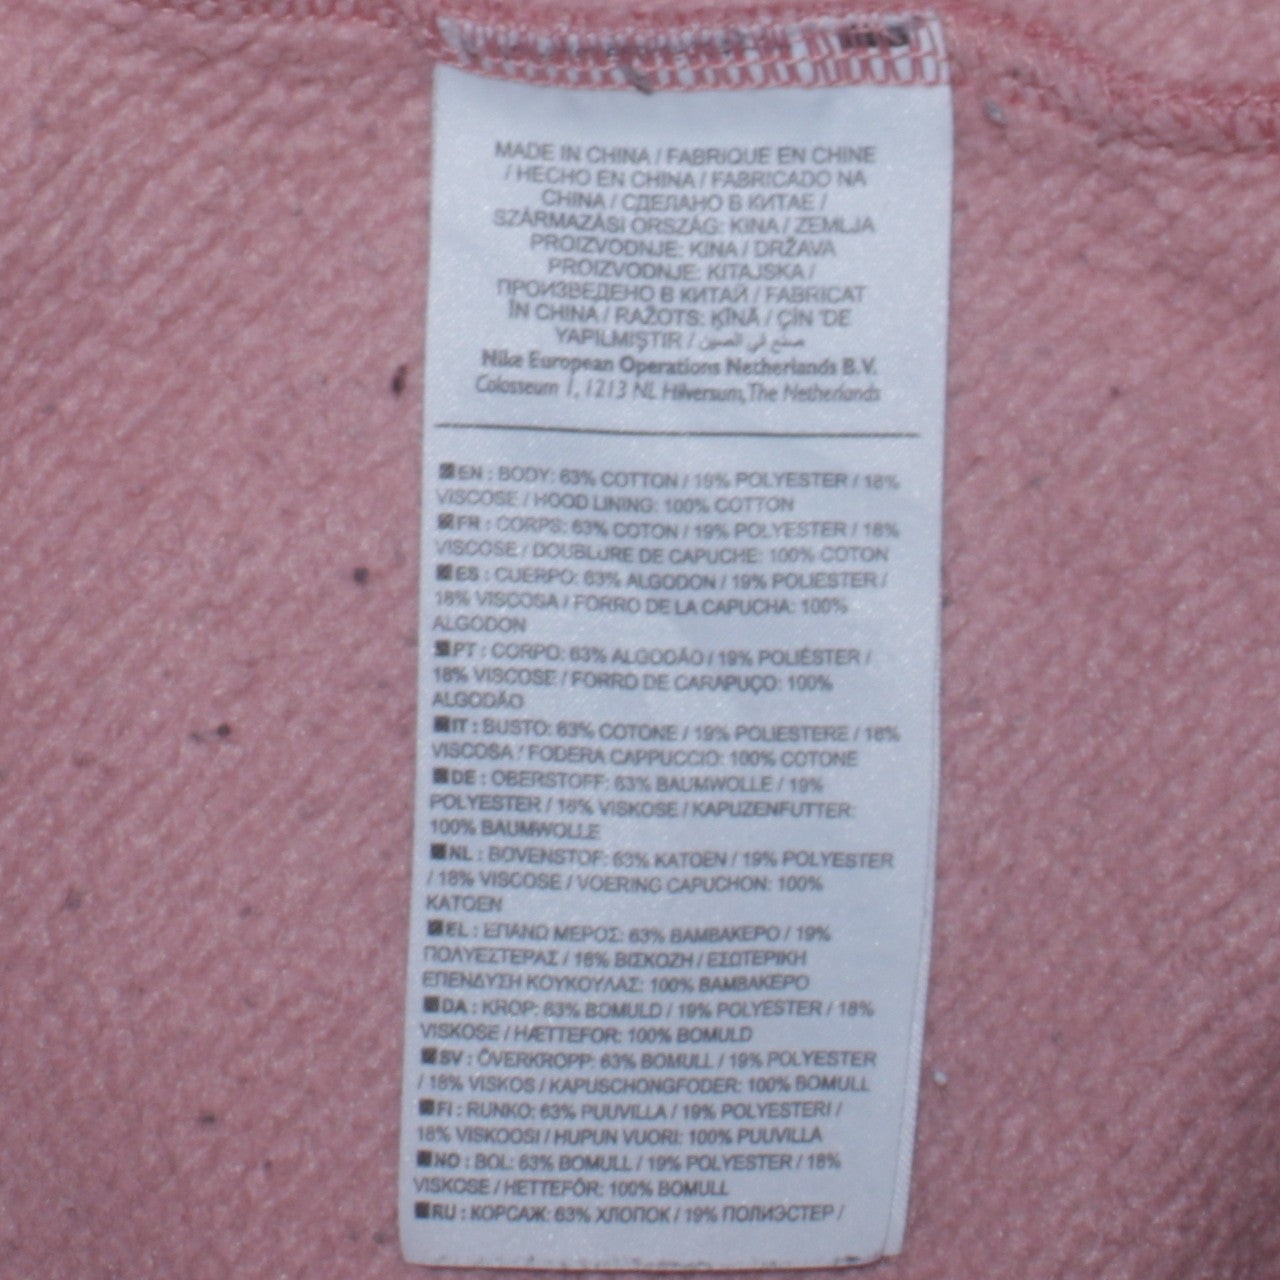 MADE IN CHINA / FABRIQUE EN CHINE
/ HECHO EN CHINA / FABRICADO NA
CHINA / СДЕЛАНО В КИТАЕ /
SZÁRMAZÁSI ORSZÁG: KINA / ZEMLJA
PROIZVODNJE: KINA / DRŽAVA
PROIZVODNJE: KITAJSKA /
ПРОИЗВЕДЕНО В КИТАЙ / FABRICAT
ÎN CHINA / RAŽOTS: ĶĪNĀ / ÇİN 'DE
YAPILMIŞTIR / صنع في الصين
Nike European Operations Netherlands B.V.
Colosseum 1, 1213 NL Hilversum, The Netherlands
EN : BODY: 63% COTTON / 19% POLYESTER / 18%
VISCOSE / HOOD LINING: 100% COTTON
FR : CORPS: 63% COTON / 19% POLYESTER / 18%
VISCOSE / DOUBLURE DE CAPUCHE: 100% COTON
ES : CUERPO: 63% ALGODON / 19% POLIESTER /
18% VISCOSA / FORRO DE LA CAPUCHA: 100%
ALGODON
PT : CORPO: 63% ALGODÃO / 19% POLIÉSTER /
18% VISCOSE / FORRO DE CARAPUÇO: 100%
ALGODÃO
IT : BUSTO: 63% COTONE / 19% POLIESTERE / 18%
VISCOSA / FODERA CAPPUCCIO: 100% COTONE
DE : OBERSTOFF: 63% BAUMWOLLE / 19%
POLYESTER / 18% VISKOSE / KAPUZENFUTTER:
100% BAUMWOLLE
NL : BOVENSTOF: 63% KATOEN / 19% POLYESTER
/ 18% VISCOSE / VOERING CAPUCHON: 100%
KATOEN
EL : ΕΠΑΝΩ ΜΕΡΟΣ: 63% ΒΑΜΒΑΚΕΡΟ / 19%
ΠΟΛΥΕΣΤΕΡΑΣ / 18% ΒΙΣΚΟΖΗ / ΕΣΩΤΕΡΙΚΗ
ΕΠΕΝΔΥΣΗ ΚΟΥΚΟΥΛΑΣ: 100% ΒΑΜΒΑΚΕΡΟ
DA : KROP: 63% BOMULD / 19% POLYESTER / 18%
VISKOSE / HÆTTEFOR: 100% BOMULD
SV : ÖVERKROPP: 63% BOMULL / 19% POLYESTER
/ 18% VISKOS / KAPUSCHONGFODER: 100% BOMULL
FI : RUNKO: 63% PUUVILLA / 19% POLYESTERI /
18% VISKOOSI / HUPUN VUORI: 100% PUUVILLA
NO : BOL: 63% BOMULL / 19% POLYESTER / 18%
VISKOSE / HETTEFÔR: 100% BOMULL
RU : КОРСАЖ: 63% ХЛОПОК / 19% ПОЛИЭСТЕР /